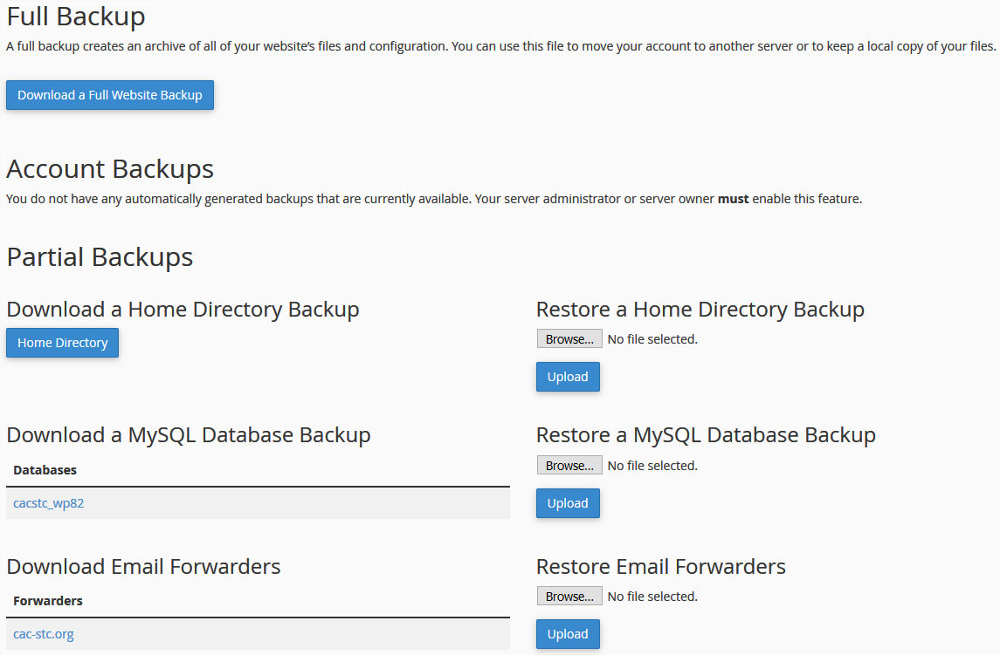 Full Backup
A full backup creates an archive of all of your website’s files and configuration. You can use this file to move your account to another server or to keep a local copy of your files.
Download a Full Website Backup
Account Backups
You do not have any automatically generated backups that are currently available. Your server administrator or server owner must enable this feature.
Partial Backups
Download a Home Directory Backup
Home Directory
Restore a Home Directory Backup
Browse... No file selected.
Upload
Download a MySQL Database Backup
Databases
cacstc_wp82
Restore a MySQL Database Backup
Browse... No file selected.
Upload
Download Email Forwarders
Forwarders
cac-stc.org
Restore Email Forwarders
Browse... No file selected.
Upload